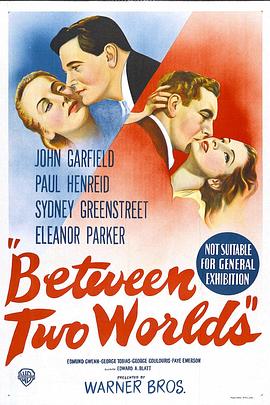 JOHN GARFIELD
PAUL HENREID
SYDNEY GREENSTREET
ELEANOR PARKER
NOT SUITABLE
FOR GENERAL
EXHIBITION
"Between
Two Worlds"
EDMUND GWENN·GEORGE TOBIAS·GEORGE COULOURIS·FAYE EMERSON
EDWARD A. BLATT
PRESENTED BY
WB
WARNER BROS.